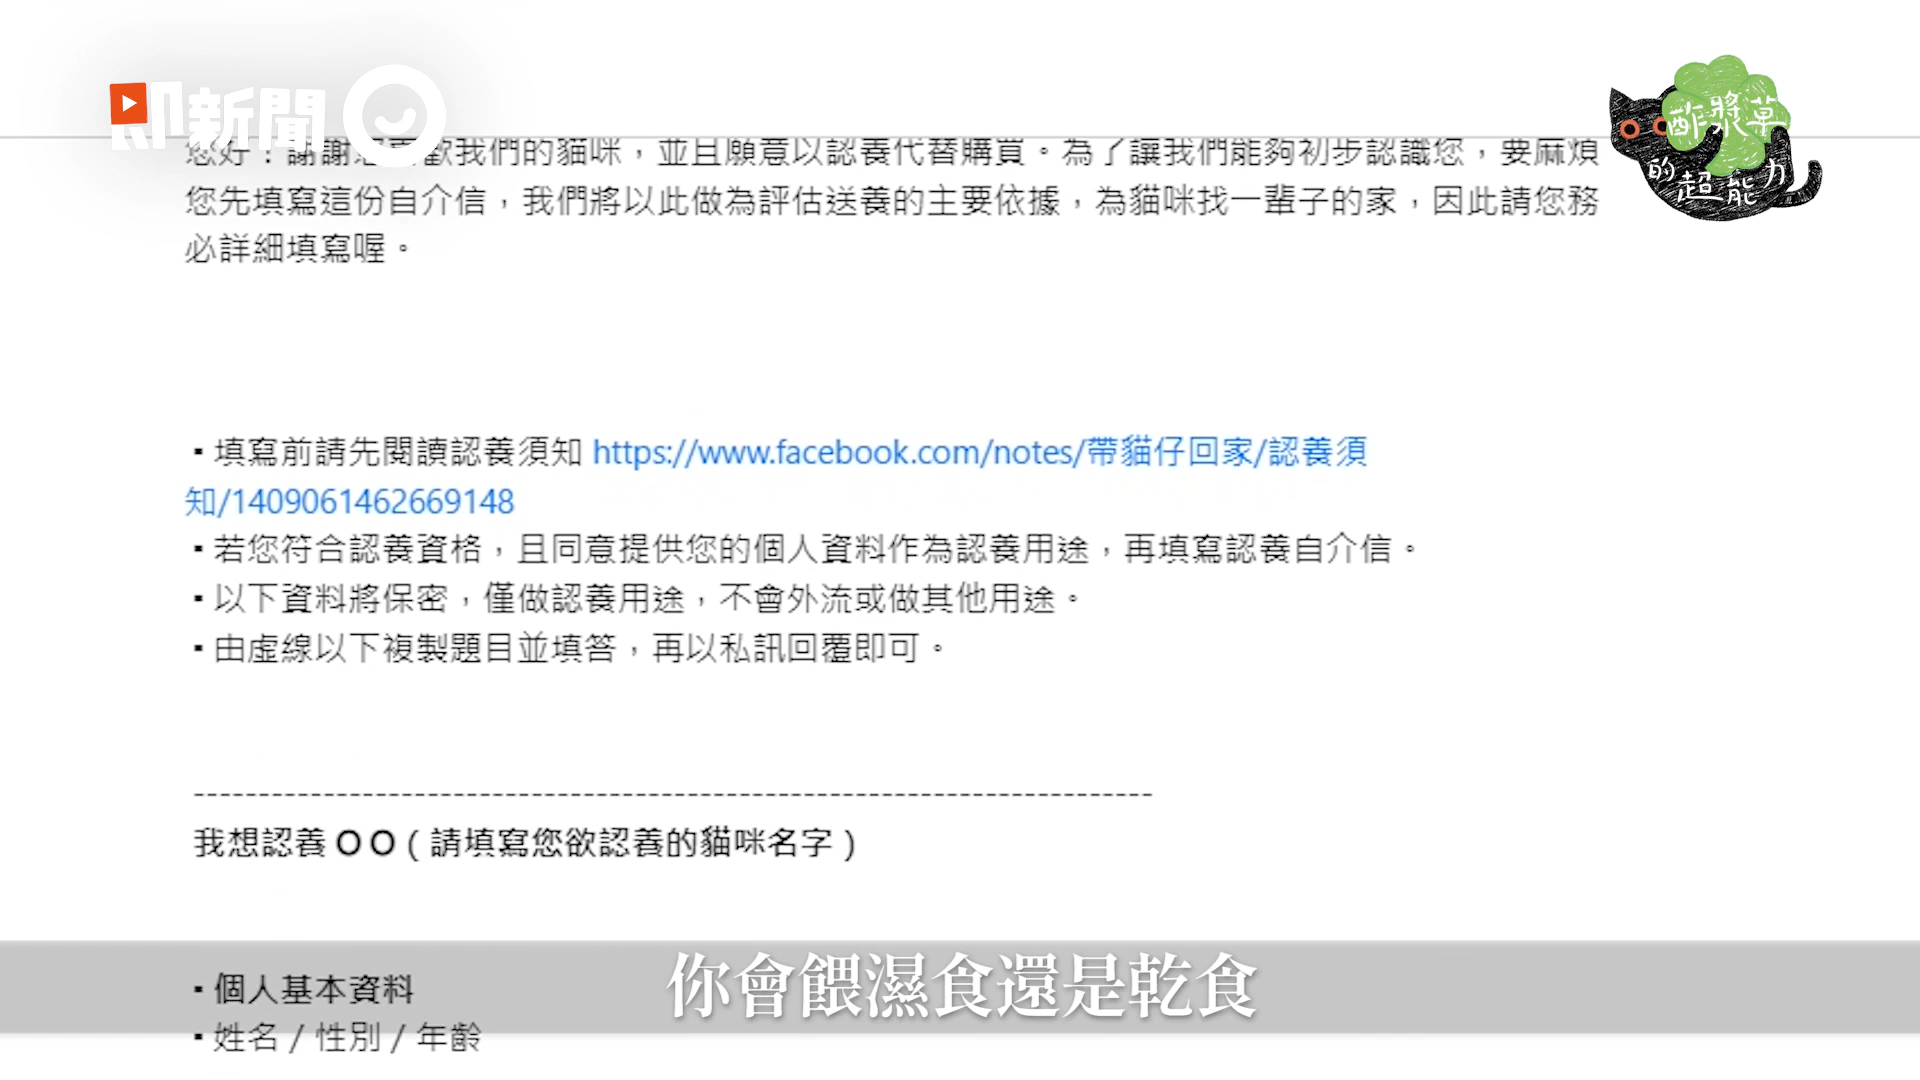 新聞
酢漿草
的超能力
您好！謝謝您喜歡我們的貓咪，並且願意以認養代替購買。為了讓我們能夠初步認識您，要麻煩
您先填寫這份自介信，我們將以此做為評估送養的主要依據，為貓咪找一輩子的家，因此請您務
必詳細填寫喔。
▪ 填寫前請先閱讀認養須知 https://www.facebook.com/notes/帶貓仔回家/認養須
知/1409061462669148
▪ 若您符合認養資格，且同意提供您的個人資料作為認養用途，再填寫認養自介信。
▪ 以下資料將保密，僅做認養用途，不會外流或做其他用途。
▪ 由虛線以下複製題目並填答，再以私訊回覆即可。
--------------------------------------------------------------------------
我想認養ＯＯ（請填寫您欲認養的貓咪名字）
▪ 個人基本資料
你會餵濕食還是乾食
▪ 姓名 / 性別 / 年齡